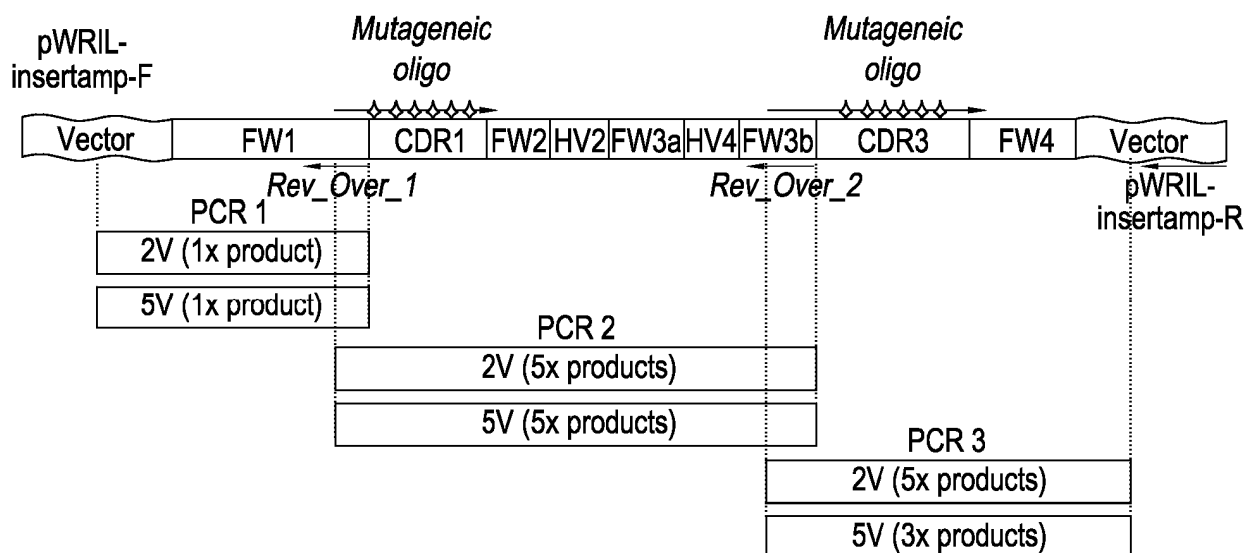 pWRIL-
insertamp-F
Mutageneic
oligo
Mutageneic
oligo
Vector FW1 CDR1 FW2 HV2 FW3a HV4 FW3b CDR3 FW4 Vector
Rev_Over_1 Rev_Over_2 pWRIL-
insertamp-R
PCR 1
2V (1x product)
5V (1x product)
PCR 2
2V (5x products)
5V (5x products)
PCR 3
2V (5x products)
5V (3x products)